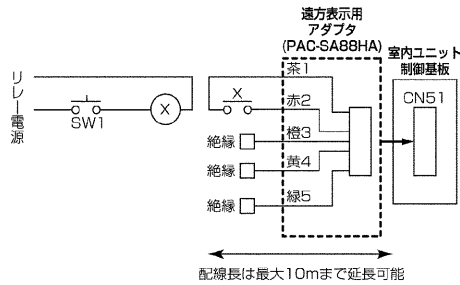 遠方表示用
アダプタ
(PAC-SA88HA)
室内ユニット
制御基板
リレー電源
SW1
X
X
茶1
赤2
橙3
黄4
緑5
絶縁
絶縁
絶縁
CN51
配線長は最大10mまで延長可能